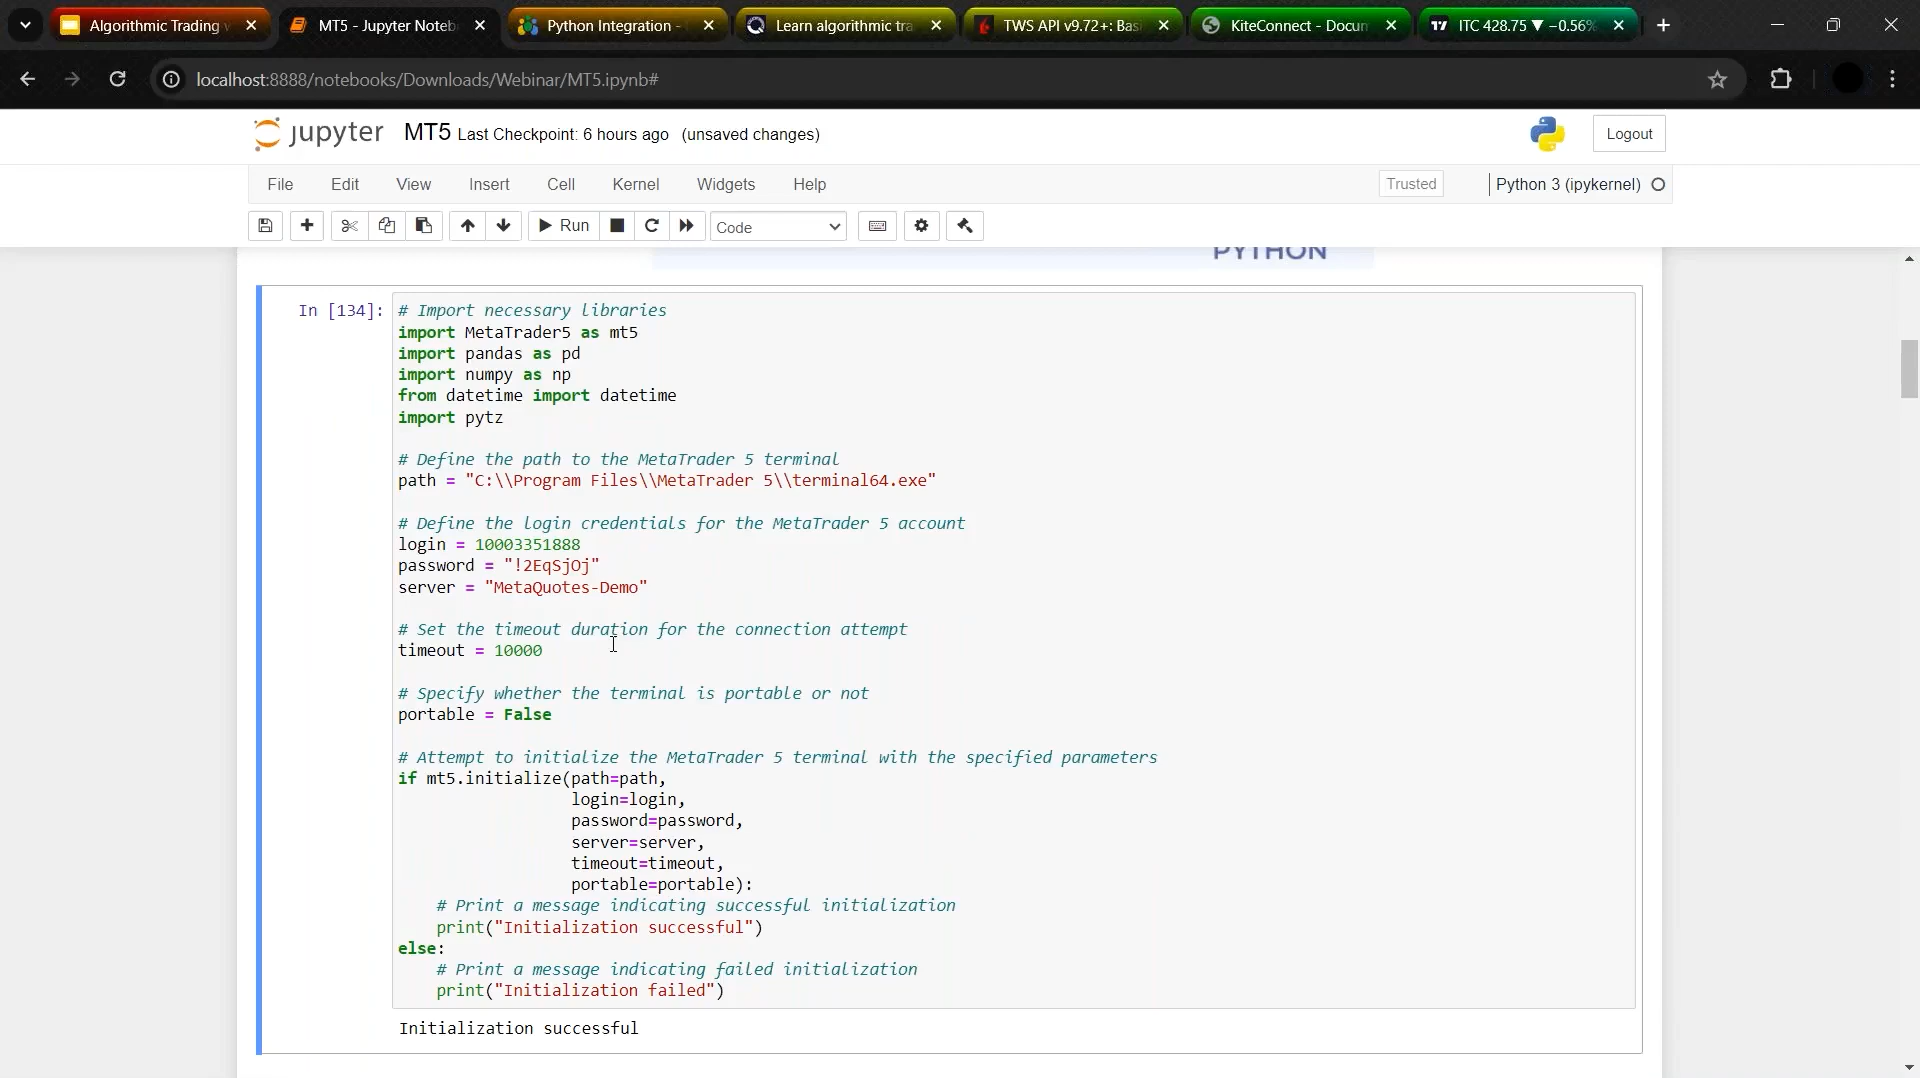 Algorithmic Trading
MT5 - Jupyter Noteb
Python Integration -
Learn algorithmic tra
TWS API v9.72+: Bas
KiteConnect - Docum
ITC 428.75 ▼ −0.56%
localhost:8888/notebooks/Downloads/Webinar/MT5.ipynb#
jupyter MT5 Last Checkpoint: 6 hours ago (unsaved changes)
Logout
File Edit View Insert Cell Kernel Widgets Help
Trusted
Python 3 (ipykernel)
Run
Code
PYTHON
In [134]:
# Import necessary libraries
import MetaTrader5 as mt5
import pandas as pd
import numpy as np
from datetime import datetime
import pytz
# Define the path to the MetaTrader 5 terminal
path = "C:\\Program Files\\MetaTrader 5\\terminal64.exe"
# Define the login credentials for the MetaTrader 5 account
login = 10003351888
password = "!2EqSjOj"
server = "MetaQuotes-Demo"
# Set the timeout duration for the connection attempt
timeout = 10000
# Specify whether the terminal is portable or not
portable = False
# Attempt to initialize the MetaTrader 5 terminal with the specified parameters
if mt5.initialize(path=path,
login=login,
password=password,
server=server,
timeout=timeout,
portable=portable):
# Print a message indicating successful initialization
print("Initialization successful")
else:
# Print a message indicating failed initialization
print("Initialization failed")
Initialization successful